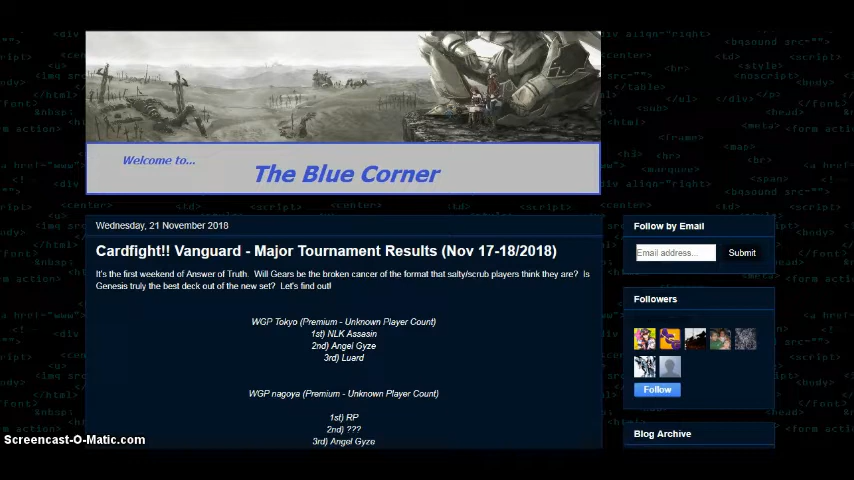 Welcome to...
The Blue Corner
Wednesday, 21 November 2018
Cardfight!! Vanguard - Major Tournament Results (Nov 17-18/2018)
It's the first weekend of Answer of Truth. Will Gears be the broken cancer of the format that salty/scrub players think they are? Is
Genesis truly the best deck out of the new set? Let's find out!
WGP Tokyo (Premium - Unknown Player Count)
1st) NLK Assasin
2nd) Angel Gyze
3rd) Luard
WGP nagoya (Premium - Unknown Player Count)
1st) RP
2nd) ???
3rd) Angel Gyze
Follow by Email
Email address...
Submit
Followers
Follow
Blog Archive
Screencast-O-Matic.com